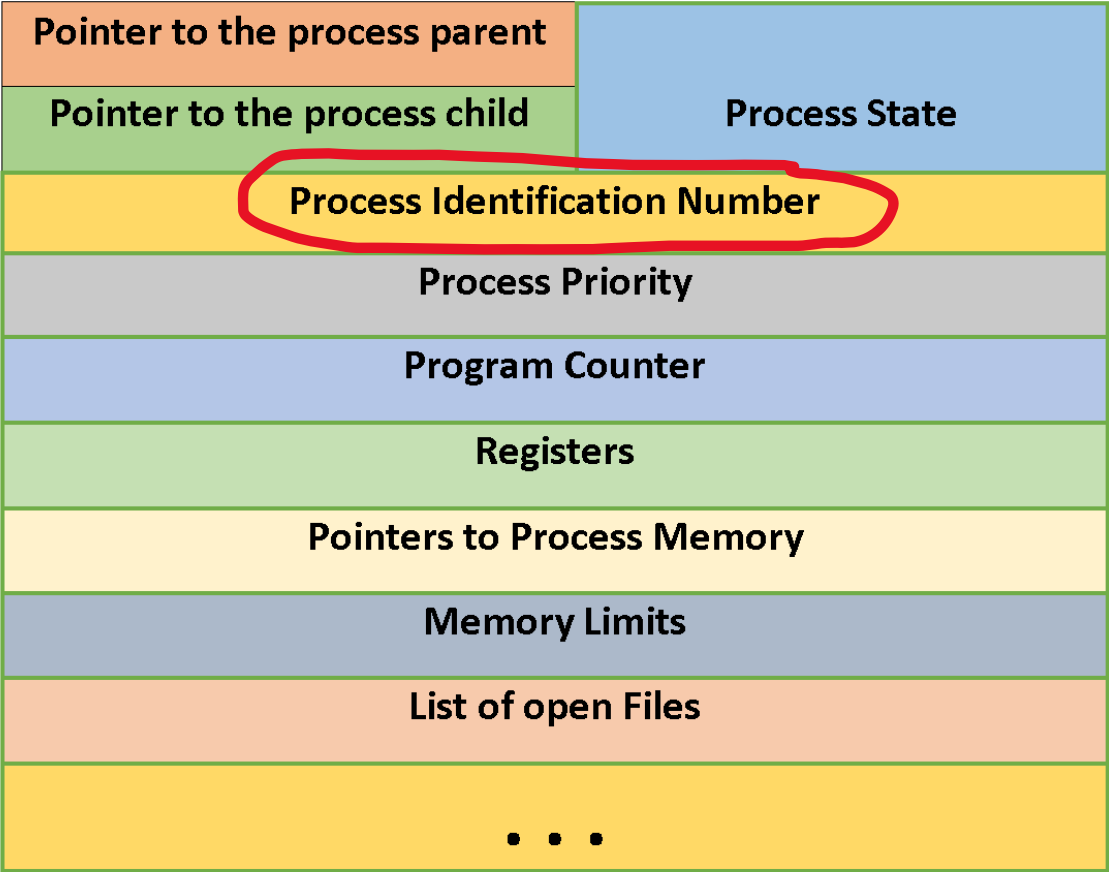 Pointer to the process parent
Pointer to the process child
Process State
Process Identification Number
Process Priority
Program Counter
Registers
Pointers to Process Memory
Memory Limits
List of open Files
. . .